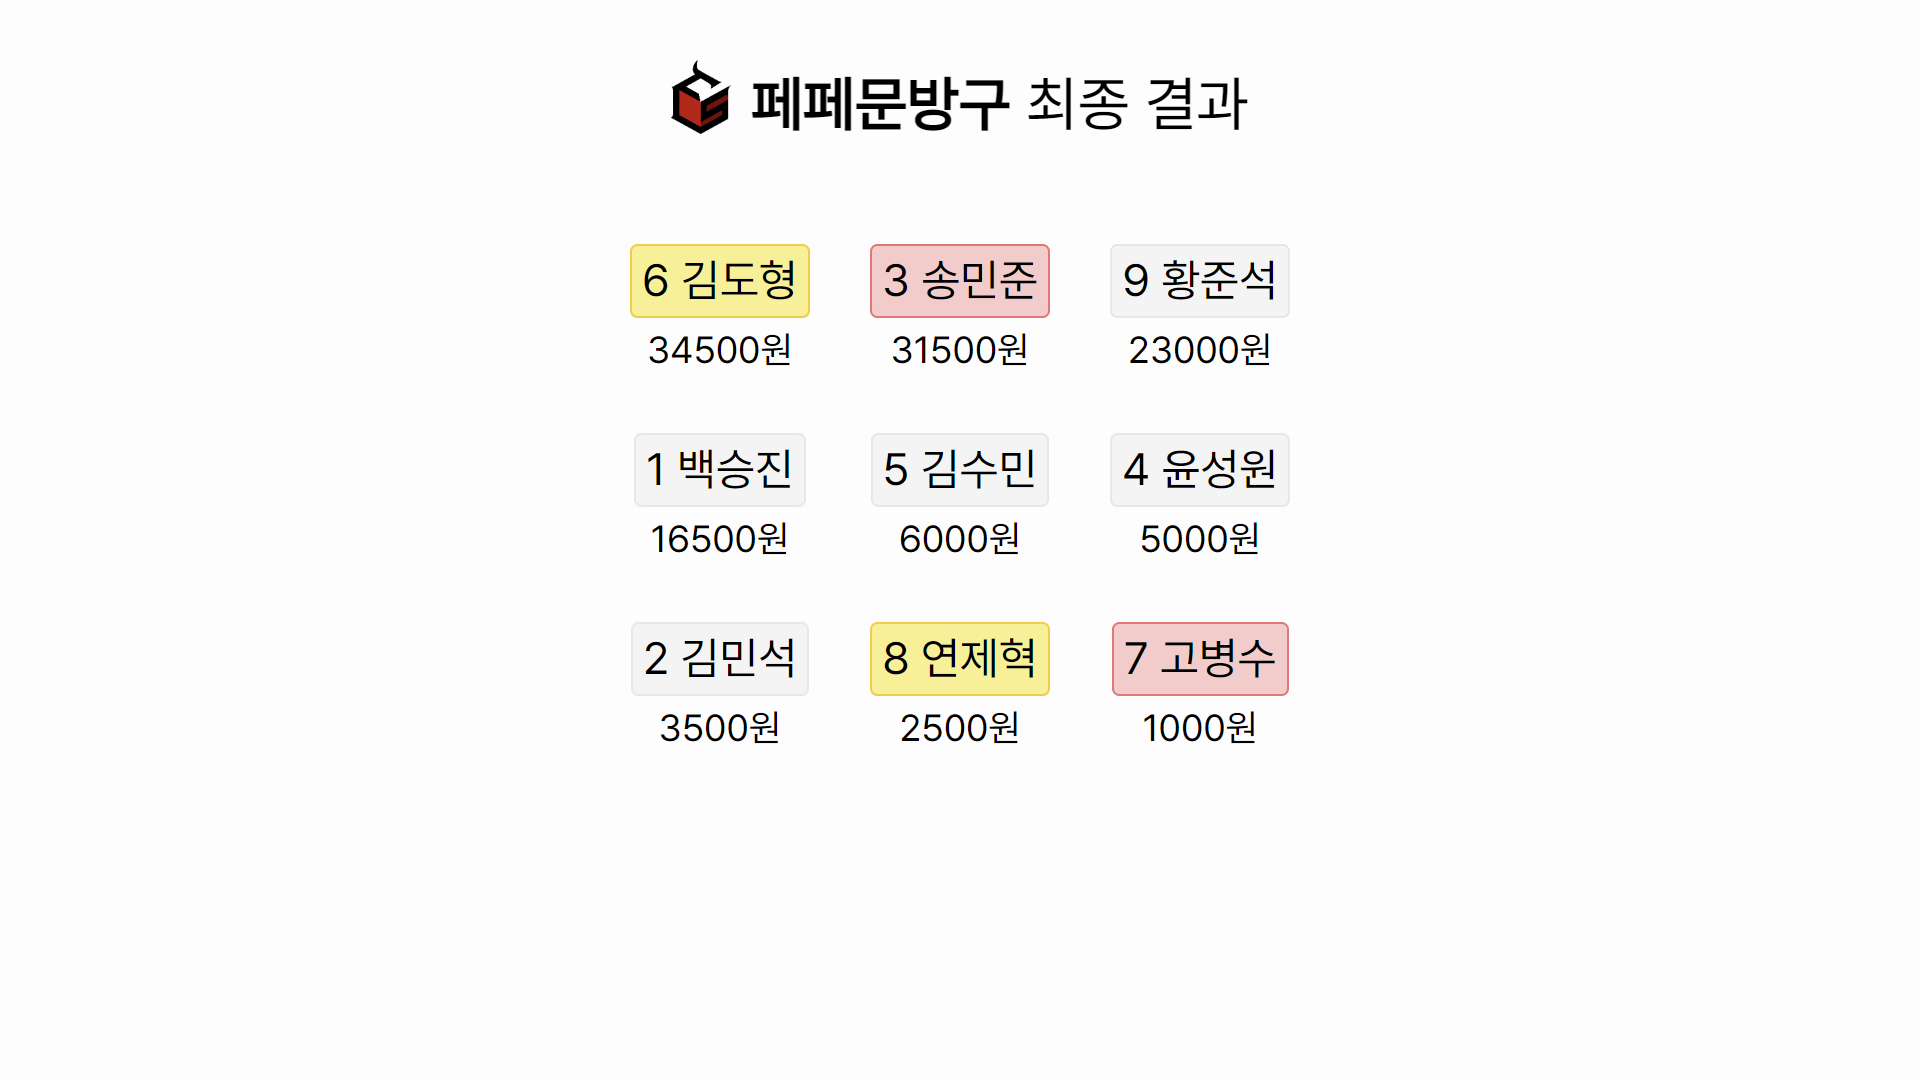 페페문방구 최종 결과
6 김도형 3 송민준 9 황준석
34500원 31500원 23000원
1 백승진 5 김수민 4 윤성원
16500원 6000원 5000원
2 김민석 8 연제혁 7 고병수
3500원 2500원 1000원